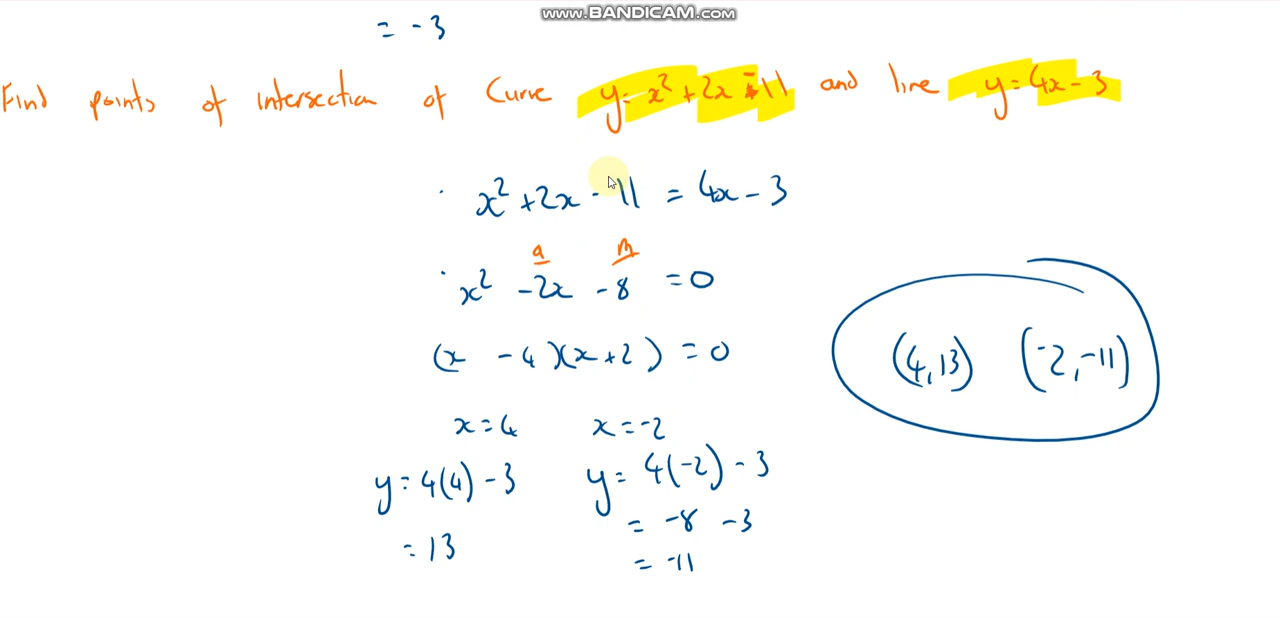 www.BANDICAM.com
= -3
Find points of intersection of Curve y= x² + 2x - 11 and line y= 4x - 3
x² + 2x - 11 = 4x - 3
a m
x² - 2x - 8 = 0
(x - 4)(x + 2) = 0
(4, 13) (-2, -11)
x = 4 x = -2
y = 4(4) - 3 y = 4(-2) - 3
= 13 = -8 - 3
= -11